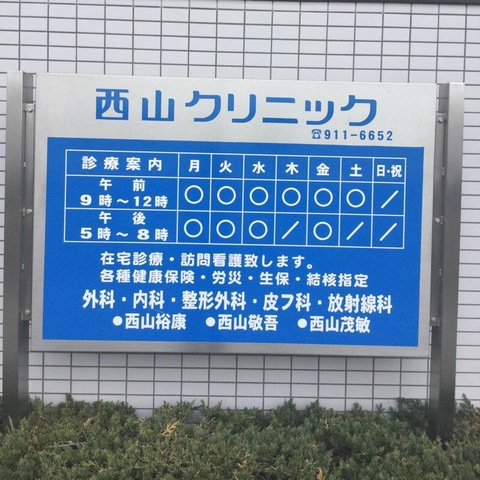 西山クリニック
☎911-6652
診療案内 月 火 水 木 金 土 日・祝
午前 9時〜12時 ○ ○ ○ ○ ○ ○ ／
午後 5時〜8時 ○ ○ ○ ／ ○ ／ ／
在宅診療・訪問看護致します。
各種健康保険・労災・生保・結核指定
外科・内科・整形外科・皮フ科・放射線科
●西山裕康 ●西山敬吾 ●西山茂敏